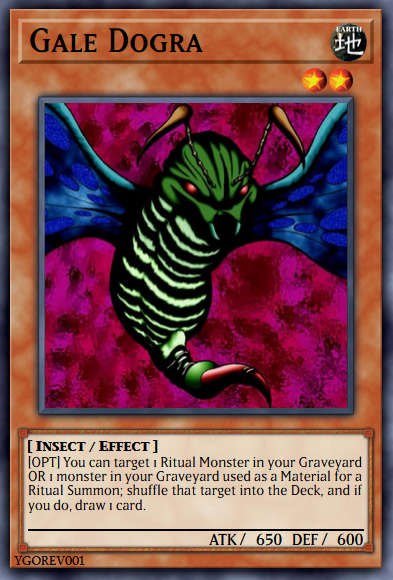 Gale Dogra
EARTH
地
[ Insect / Effect ]
[OPT] You can target 1 Ritual Monster in your Graveyard
OR 1 monster in your Graveyard used as a Material for a
Ritual Summon; shuffle that target into the Deck, and if
you do, draw 1 card.
ATK / 650 DEF / 600
YGOREV001